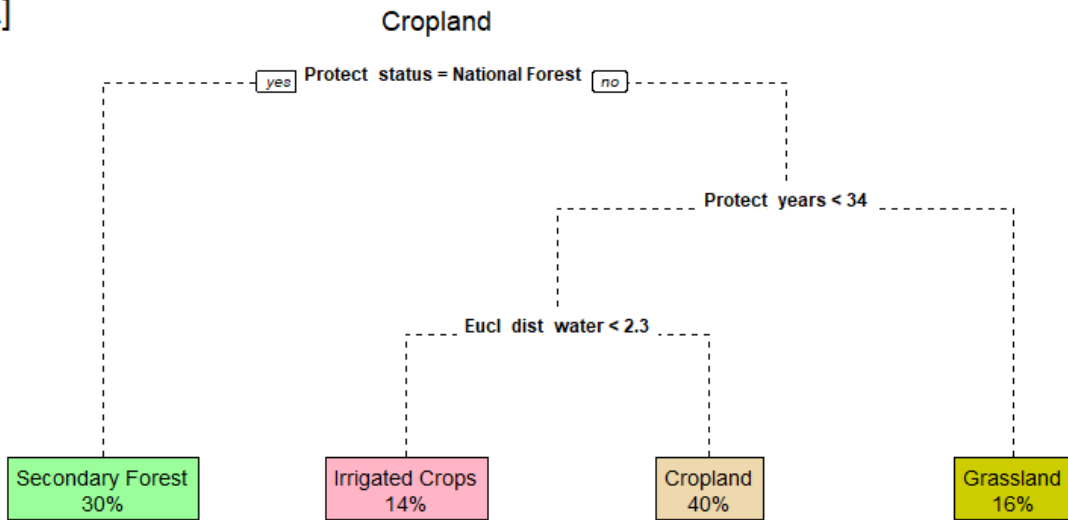 ]
Cropland
yes Protect status = National Forest no
Protect years < 34
Eucl dist water < 2.3
Secondary Forest
30%
Irrigated Crops
14%
Cropland
40%
Grassland
16%